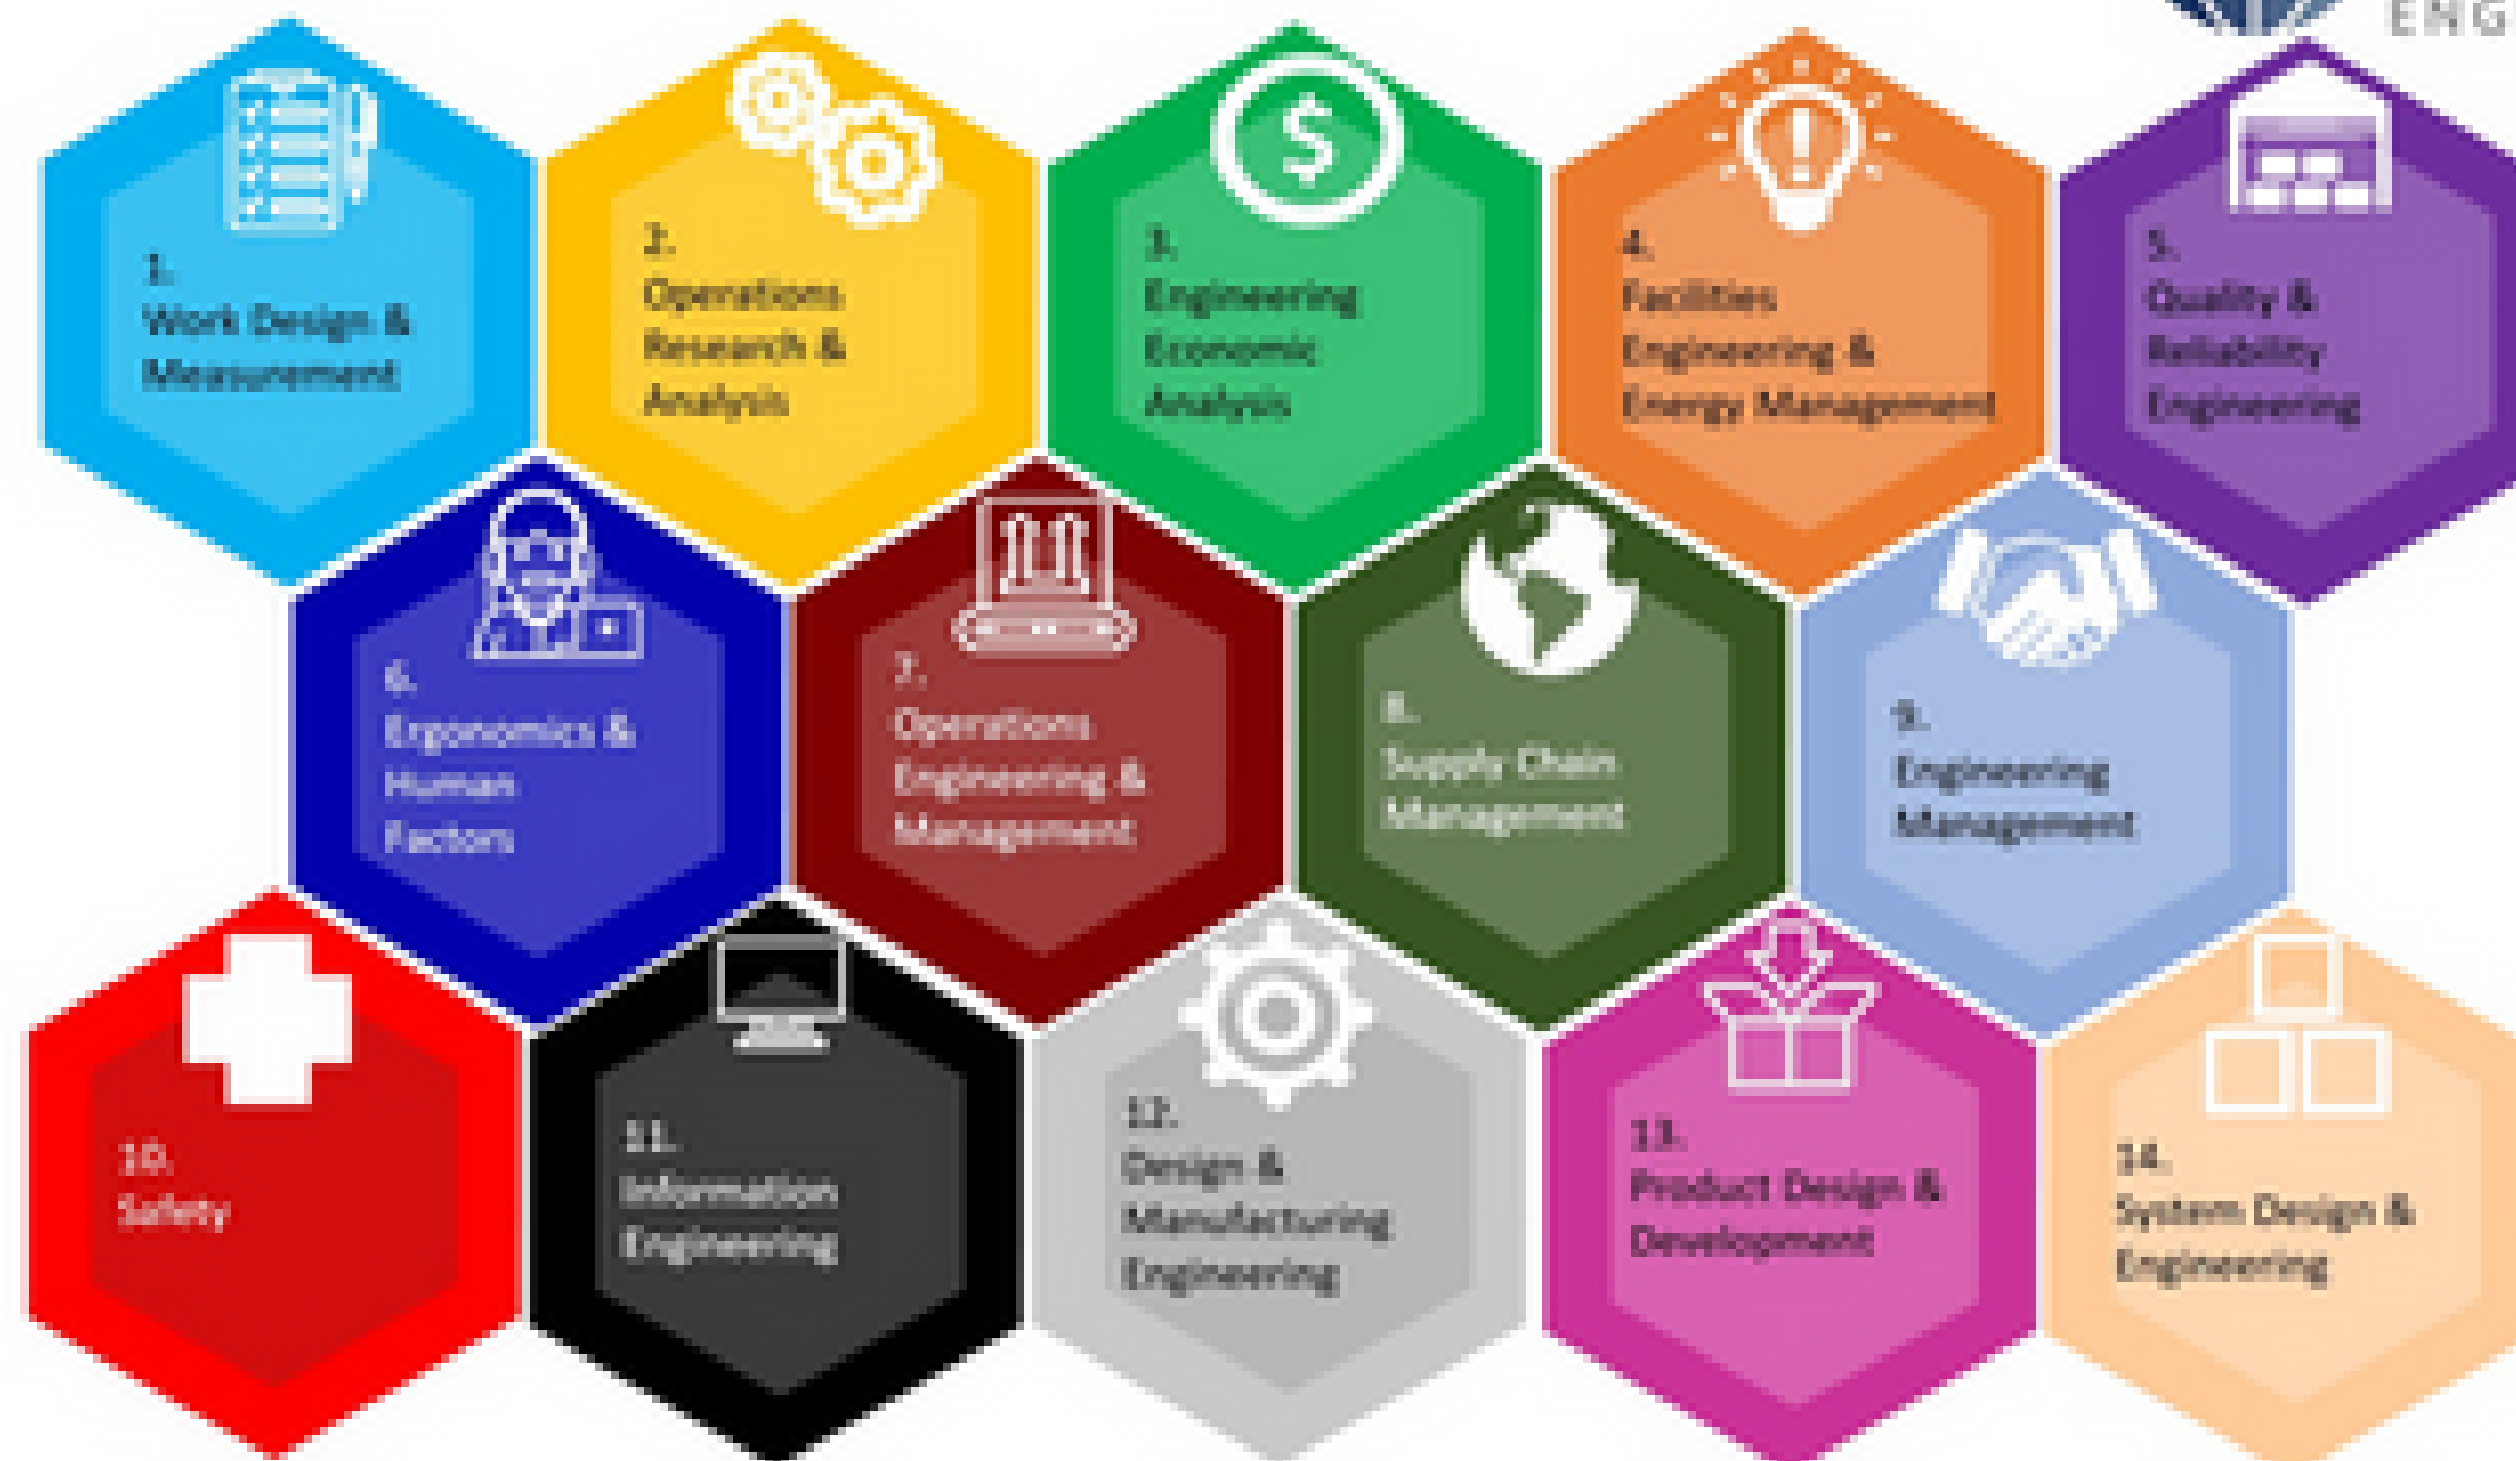 ENG
1.
Work Design &
Measurement
2.
Operations
Research &
Analysis
3.
Engineering
Economic
Analysis
4.
Facilities
Engineering &
Energy Management
5.
Quality &
Reliability
Engineering
6.
Ergonomics &
Human
Factors
7.
Operations
Engineering &
Management
8.
Supply Chain
Management
9.
Engineering
Management
10.
Safety
11.
Information
Engineering
12.
Design &
Manufacturing
Engineering
13.
Product Design &
Development
14.
System Design &
Engineering